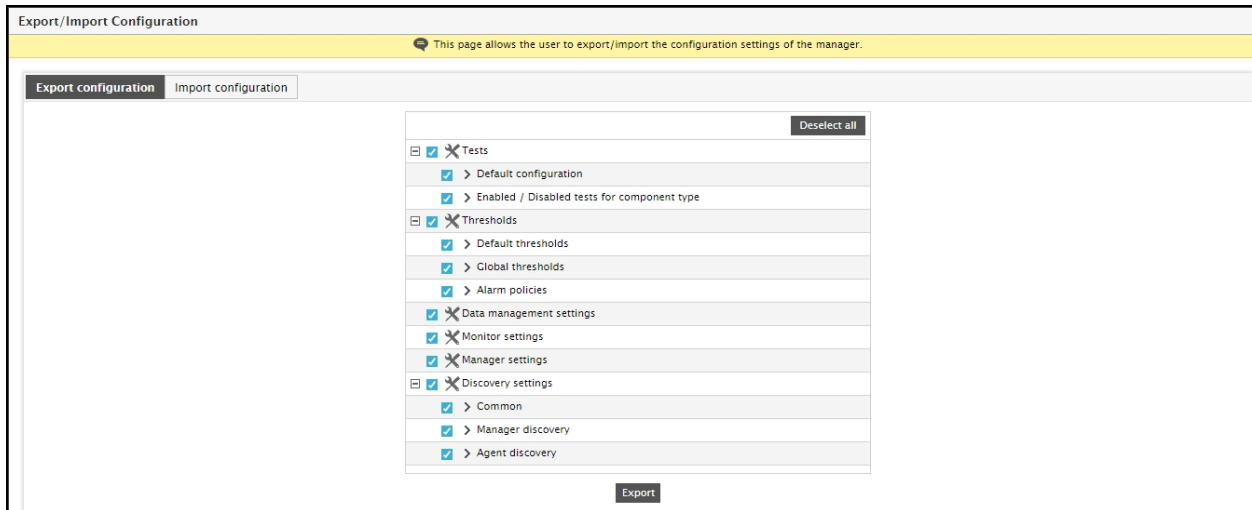 Export/Import Configuration
This page allows the user to export/import the configuration settings of the manager.
Export configuration Import configuration
Deselect all
Tests
Default configuration
Enabled / Disabled tests for component type
Thresholds
Default thresholds
Global thresholds
Alarm policies
Data management settings
Monitor settings
Manager settings
Discovery settings
Common
Manager discovery
Agent discovery
Export